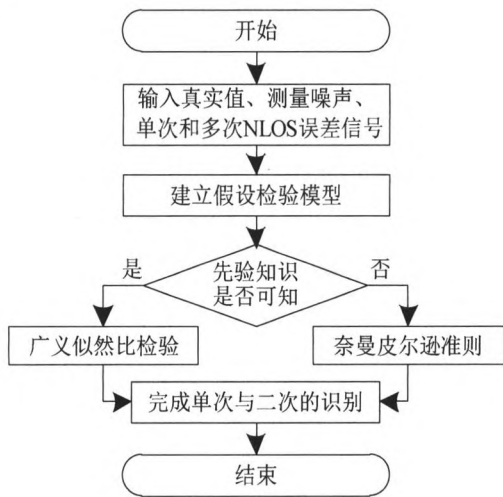 开始
输入真实值、测量噪声、
单次和多次NLOS误差信号
建立假设检验模型
是
先验知识
是否可知
否
广义似然比检验
奈曼皮尔逊准则
完成单次与二次的识别
结束